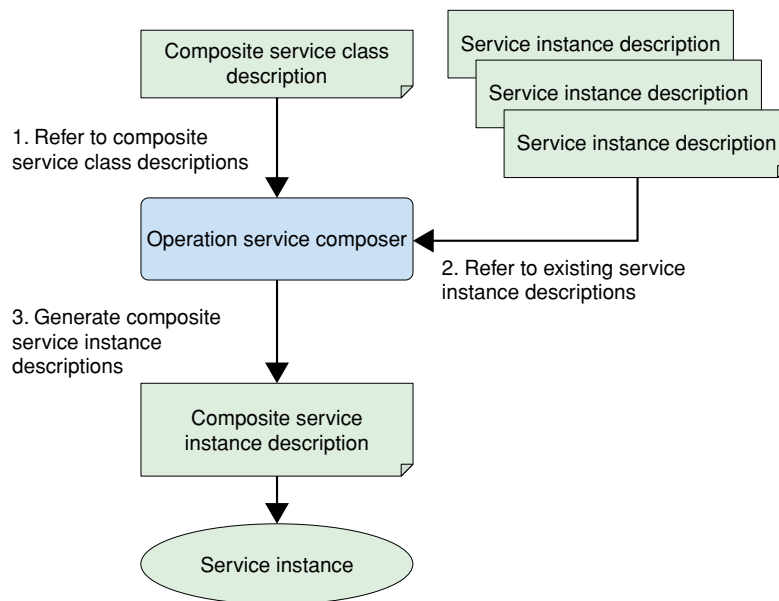 Composite service class
description
Service instance description
Service instance description
Service instance description
1. Refer to composite
service class descriptions
Operation service composer
2. Refer to existing service
instance descriptions
3. Generate composite
service instance
descriptions
Composite service
instance description
Service instance